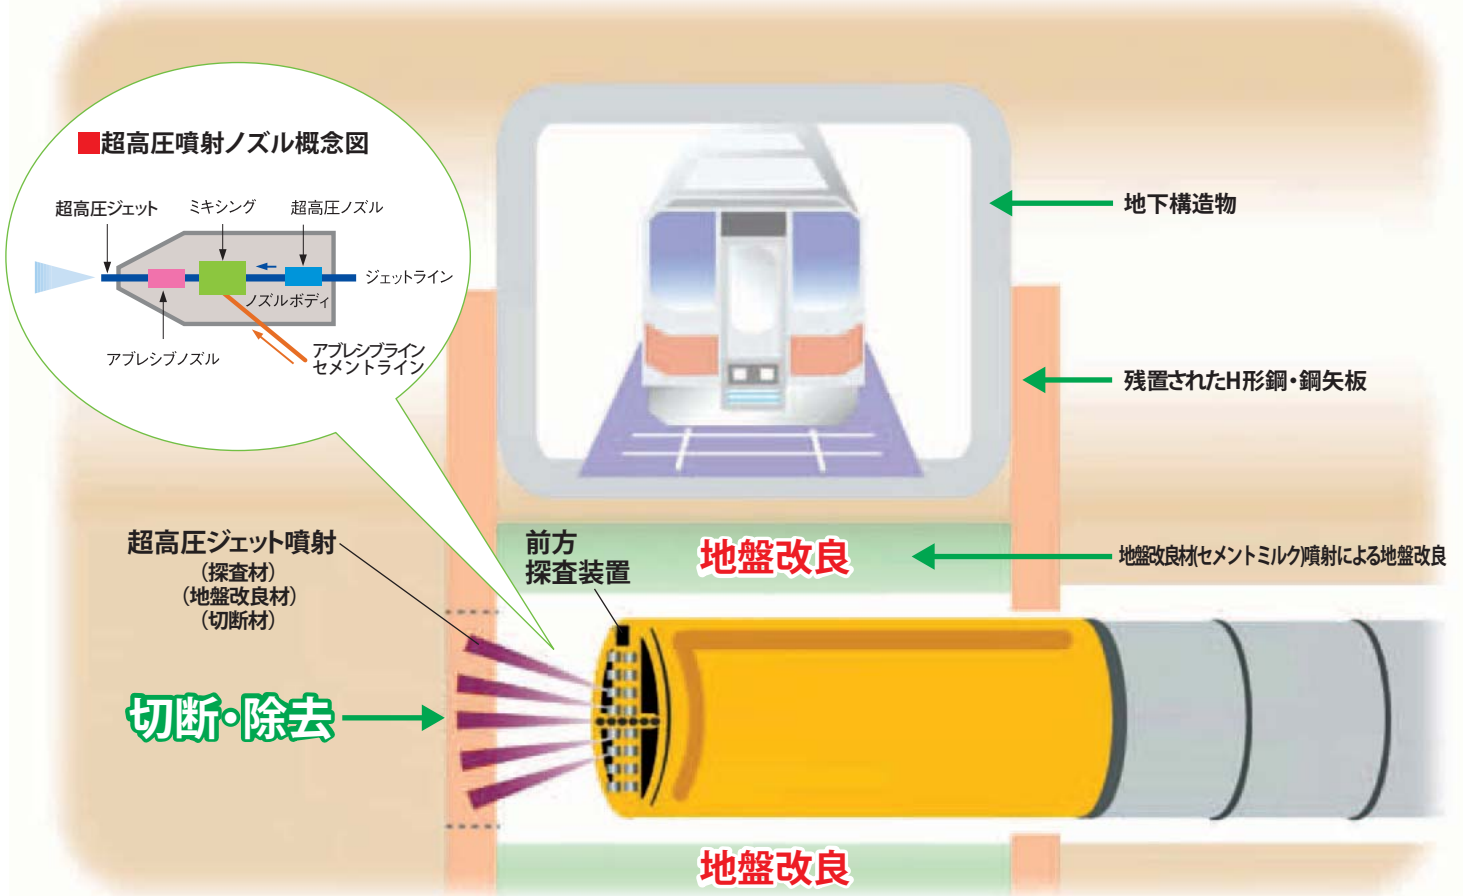 ■超高圧噴射ノズル概念図
超高圧ジェット
ミキシング
超高圧ノズル
ジェットライン
ノズルボディ
アブレシブノズル
アブレシブライン
セメントライン
地下構造物
残置されたH形鋼・鋼矢板
超高圧ジェット噴射
(探査材)
(地盤改良材)
(切断材)
前方
探査装置
地盤改良
地盤改良材(セメントミルク)噴射による地盤改良
切断・除去
地盤改良